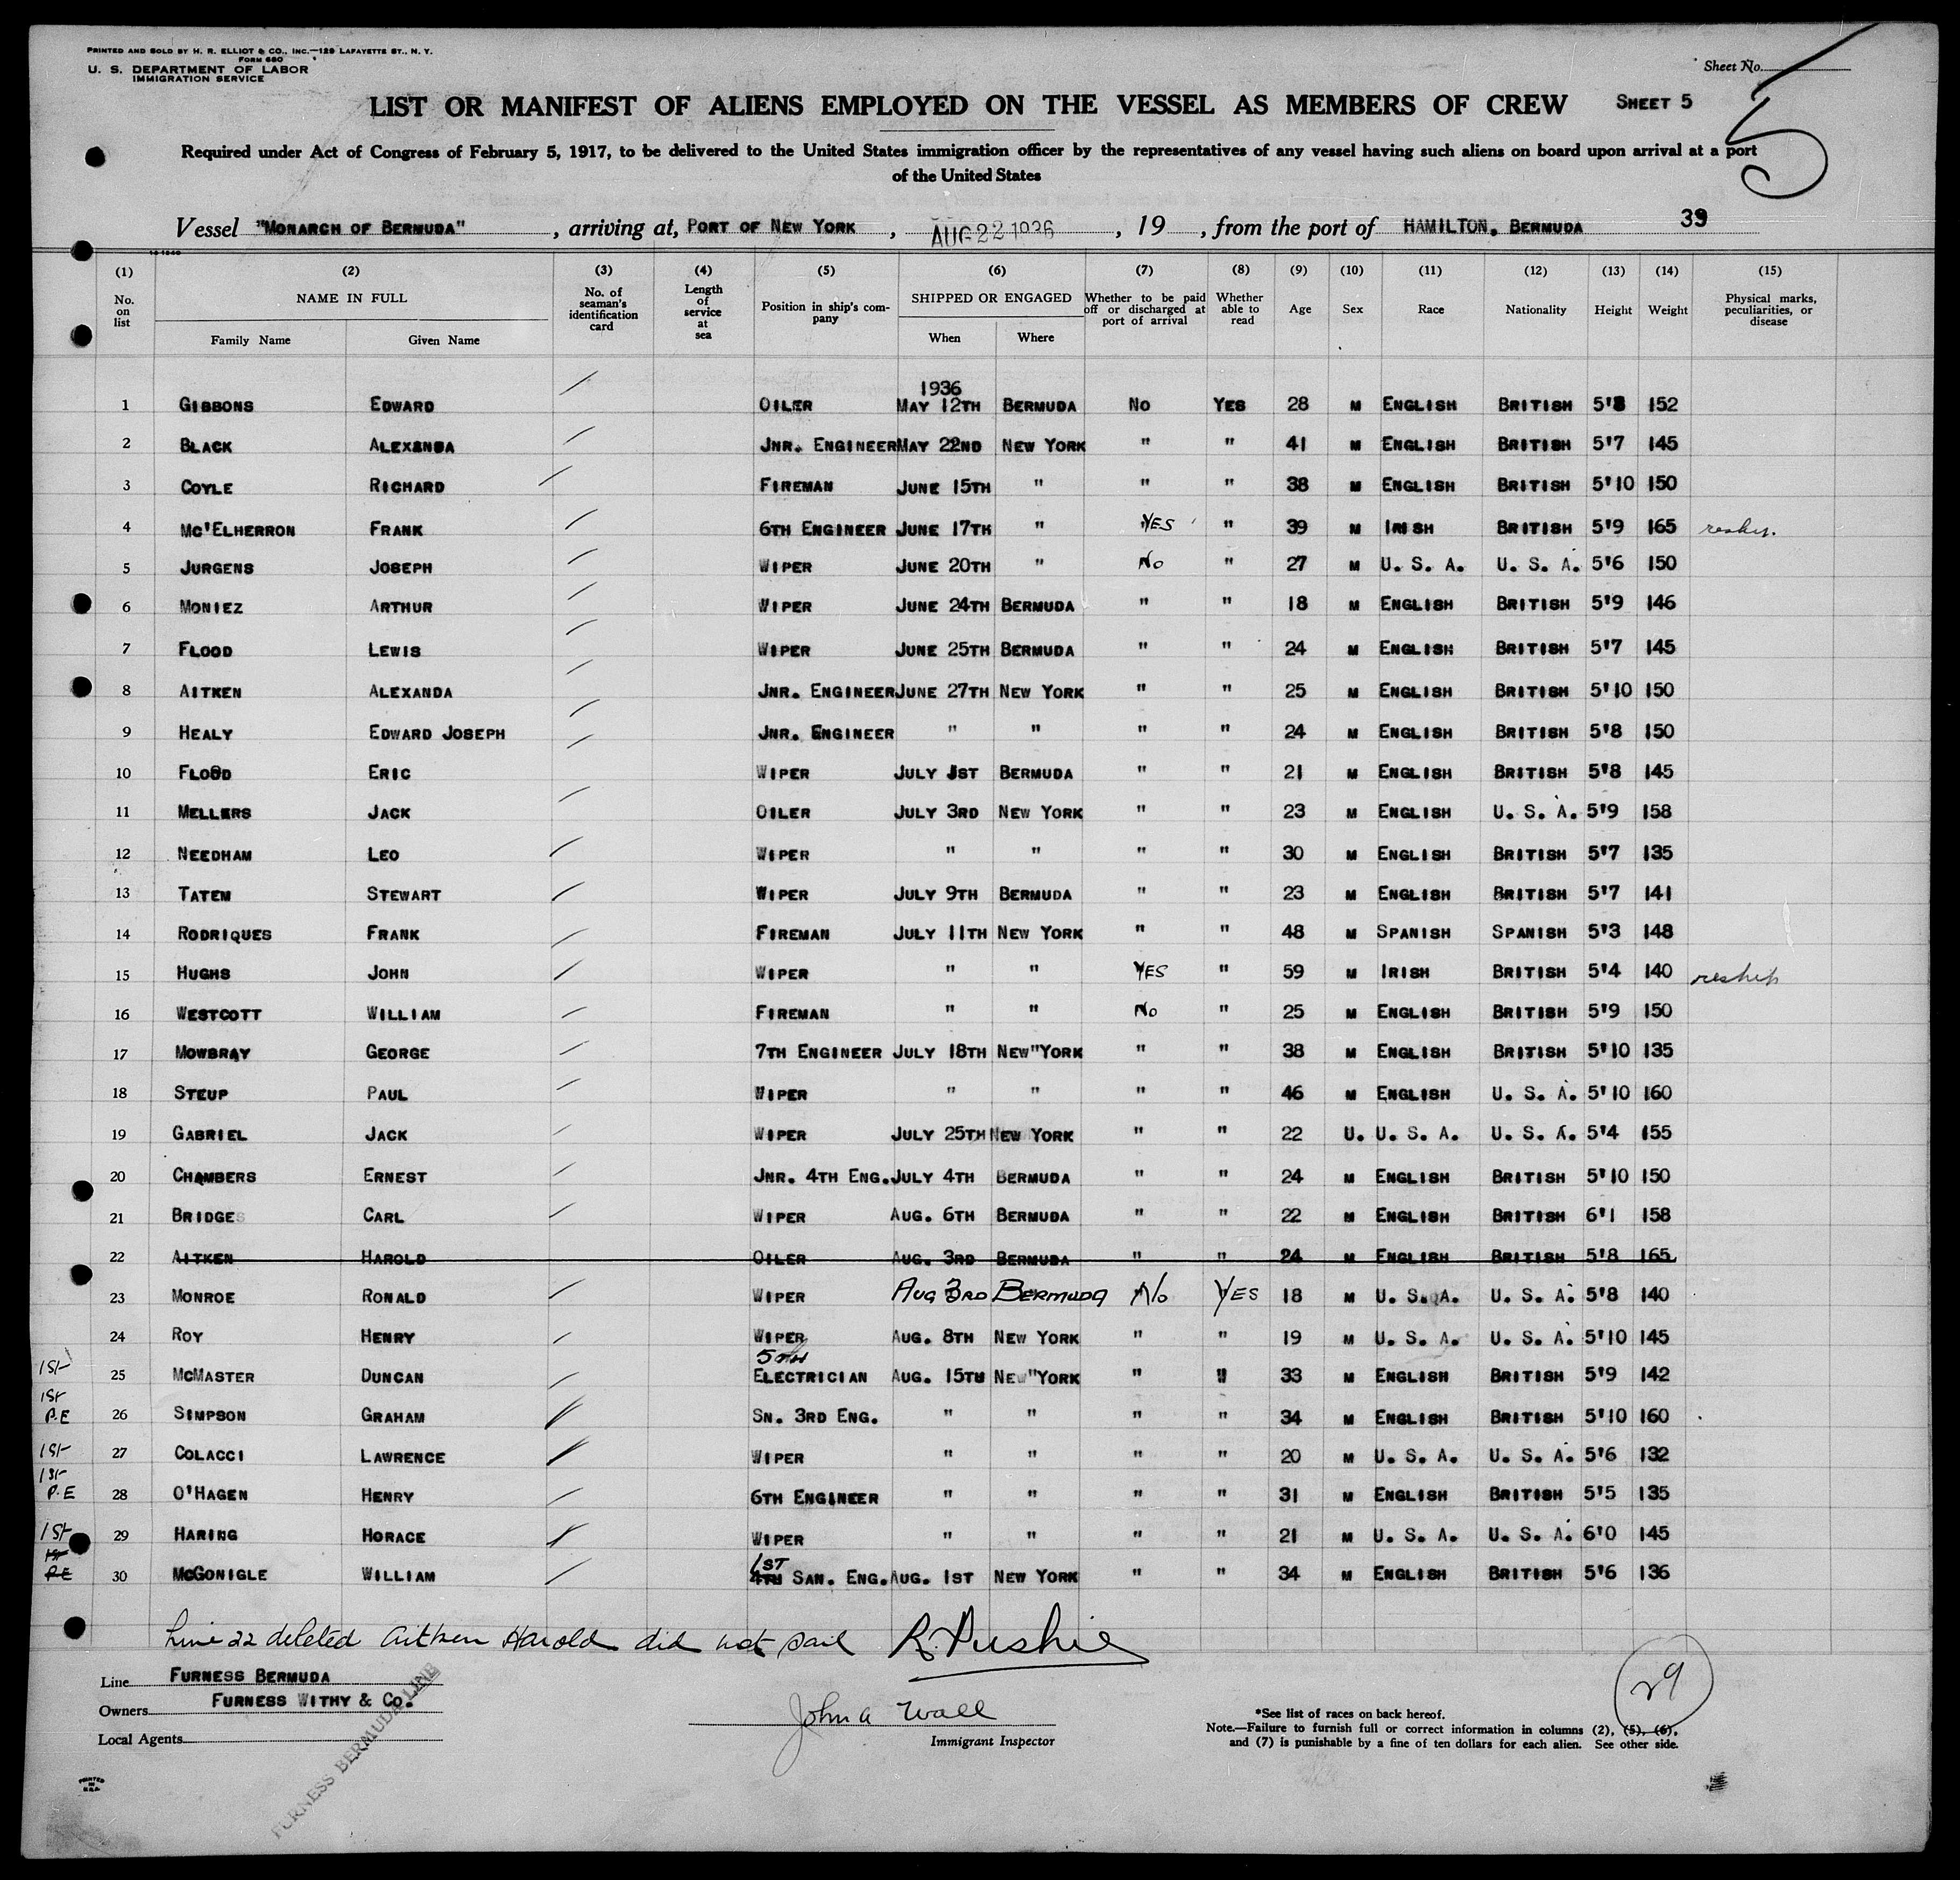 PRINTED AND SOLD BY H. R. ELLIOT & CO., INC.—129 LAFAYETTE ST., N. Y.
FORM 680
U. S. DEPARTMENT OF LABOR
IMMIGRATION SERVICE
Sheet No. 5
LIST OR MANIFEST OF ALIENS EMPLOYED ON THE VESSEL AS MEMBERS OF CREW SHEET 5
Required under Act of Congress of February 5, 1917, to be delivered to the United States immigration officer by the representatives of any vessel having such aliens on board upon arrival at a port
of the United States
Vessel "MONARCH OF BERMUDA", arriving at, PORT OF NEW YORK, AUG 22 1936, 19 , from the port of HAMILTON, BERMUDA 39
(1) (2) (3) (4) (5) (6) (7) (8) (9) (10) (11) (12) (13) (14) (15)
No. on list NAME IN FULL Family Name Given Name No. of seaman's identification card Length of service at sea Position in ship's company SHIPPED OR ENGAGED When Where Whether to be paid off or discharged at port of arrival Whether able to read Age Sex Race Nationality Height Weight Physical marks, peculiarities, or disease
1936
1 GIBBONS EDWARD OILER MAY 12TH BERMUDA NO YES 28 M ENGLISH BRITISH 5'8 152
2 BLACK ALEXANDA JNR. ENGINEER MAY 22ND NEW YORK " " 41 M ENGLISH BRITISH 5'7 145
3 COYLE RICHARD FIREMAN JUNE 15TH " " " 38 M ENGLISH BRITISH 5'10 150
4 MC'ELHERRON FRANK 6TH ENGINEER JUNE 17TH " YES " 39 M IRISH BRITISH 5'9 165 reship.
5 JURGENS JOSEPH WIPER JUNE 20TH " No " 27 M U. S. A. U. S. A. 5'6 150
6 MONIEZ ARTHUR WIPER JUNE 24TH BERMUDA " " 18 M ENGLISH BRITISH 5'9 146
7 FLOOD LEWIS WIPER JUNE 25TH BERMUDA " " 24 M ENGLISH BRITISH 5'7 145
8 AITKEN ALEXANDA JNR. ENGINEER JUNE 27TH NEW YORK " " 25 M ENGLISH BRITISH 5'10 150
9 HEALY EDWARD JOSEPH JNR. ENGINEER " " " " 24 M ENGLISH BRITISH 5'8 150
10 FLOOD ERIC WIPER JULY 1ST BERMUDA " " 21 M ENGLISH BRITISH 5'8 145
11 MELLERS JACK OILER JULY 3RD NEW YORK " " 23 M ENGLISH U. S. A. 5'9 158
12 NEEDHAM LEO WIPER " " " " 30 M ENGLISH BRITISH 5'7 135
13 TATEM STEWART WIPER JULY 9TH BERMUDA " " 23 M ENGLISH BRITISH 5'7 141
14 RODRIQUES FRANK FIREMAN JULY 11TH NEW YORK " " 48 M SPANISH SPANISH 5'3 148
15 HUGHS JOHN WIPER " " YES " 59 M IRISH BRITISH 5'4 140 reship
16 WESTCOTT WILLIAM FIREMAN " " No " 25 M ENGLISH BRITISH 5'9 150
17 MOWBRAY GEORGE 7TH ENGINEER JULY 18TH NEW"YORK " " 38 M ENGLISH BRITISH 5'10 135
18 STEUP PAUL WIPER " " " " 46 M ENGLISH U. S. A. 5'10 160
19 GABRIEL JACK WIPER JULY 25TH NEW YORK " " 22 U. U. S. A. U. S. A. 5'4 155
20 CHAMBERS ERNEST JNR. 4TH ENG. JULY 4TH BERMUDA " " 24 M ENGLISH BRITISH 5'10 150
21 BRIDGES CARL WIPER AUG. 6TH BERMUDA " " 22 M ENGLISH BRITISH 6'1 158
22 AITKEN HAROLD OILER AUG. 3RD BERMUDA " " 24 M ENGLISH BRITISH 5'8 165
23 MONROE RONALD WIPER AUG 3RD BERMUDA No YES 18 M U. S. A. U. S. A. 5'8 140
24 ROY HENRY WIPER AUG. 8TH NEW YORK " " 19 M U. S. A. U. S. A. 5'10 145
5TH
1st 25 MCMASTER DUNCAN ELECTRICIAN AUG. 15TH NEW"YORK " " 33 M ENGLISH BRITISH 5'9 142
1st P.E 26 SIMPSON GRAHAM SN. 3RD ENG. " " " " 34 M ENGLISH BRITISH 5'10 160
1st 27 COLACCI LAWRENCE WIPER " " " " 20 M U. S. A. U. S. A. 5'6 132
1st P.E 28 O'HAGEN HENRY 6TH ENGINEER " " " " 31 M ENGLISH BRITISH 5'5 135
1st 29 HARING HORACE WIPER " " " " 21 M U. S. A. U. S. A. 6'0 145
1st P.E 30 MCGONIGLE WILLIAM 1ST 4TH SAN. ENG. AUG. 1ST NEW YORK " " 34 M ENGLISH BRITISH 5'6 136
Line 22 deleted Aitken Harold did not sail R. Pushie
Line FURNESS BERMUDA
Owners FURNESS WITHY & CO.
Local Agents
FURNESS BERMUDA LINE
John A Wall
Immigrant Inspector
29
*See list of races on back hereof.
Note.—Failure to furnish full or correct information in columns (2), (5), (6),
and (7) is punishable by a fine of ten dollars for each alien. See other side.
PRINTED IN U.S.A.